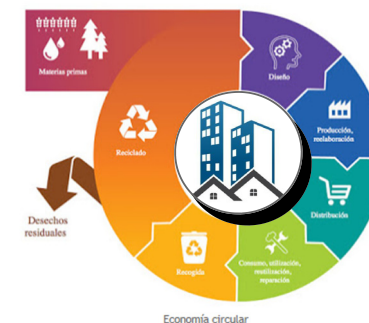 Materias primas
Diseño
Producción,
reelaboración
Distribución
Consumo, utilización,
reutilización,
reparación
Recogida
Reciclado
Desechos
residuales
Economía circular